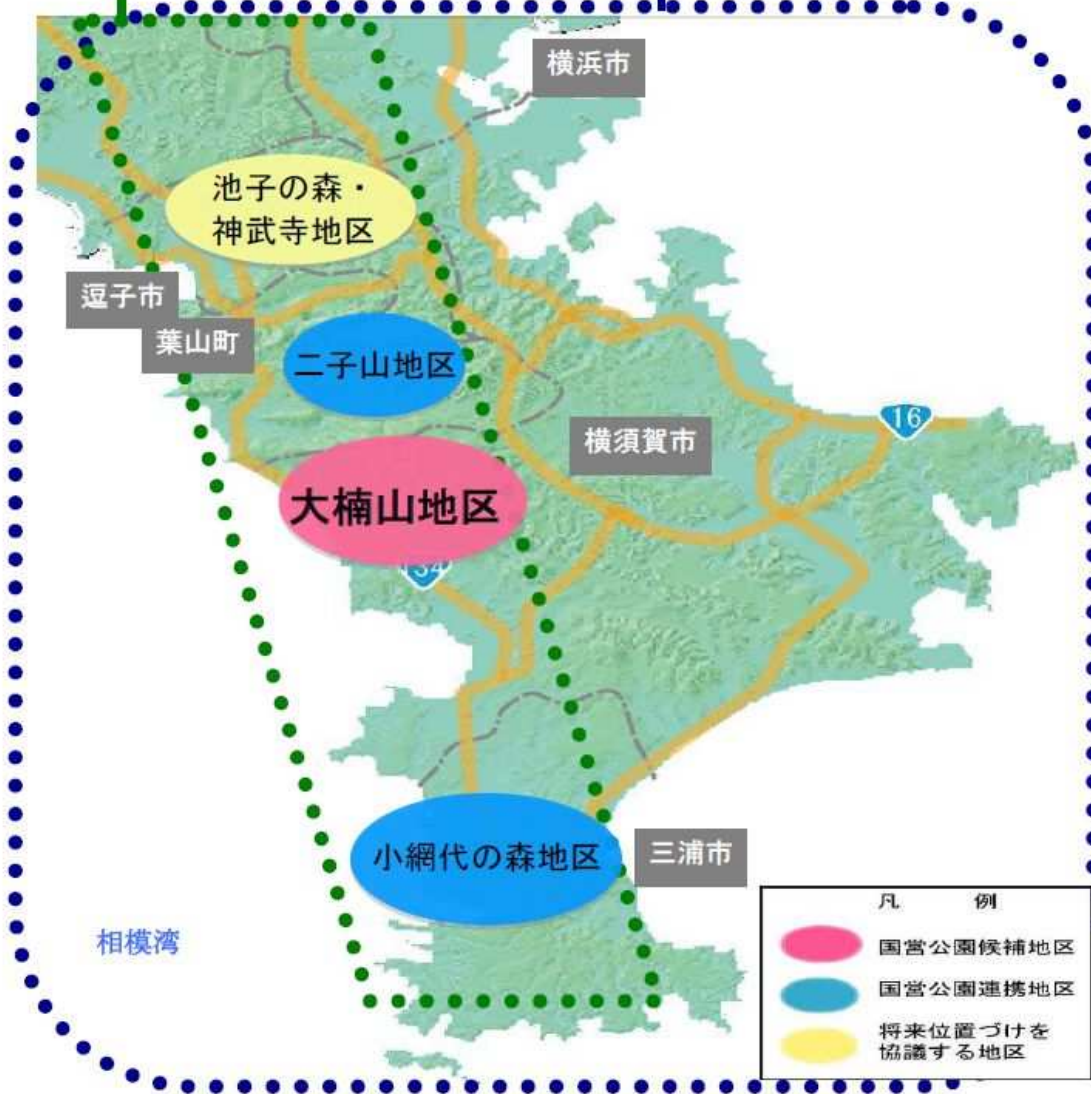 横浜市
池子の森・
神武寺地区
逗子市
葉山町
二子山地区
16
横須賀市
大楠山地区
小網代の森地区
三浦市
相模湾
凡 例
国営公園候補地区
国営公園連携地区
将来位置づけを
協議する地区